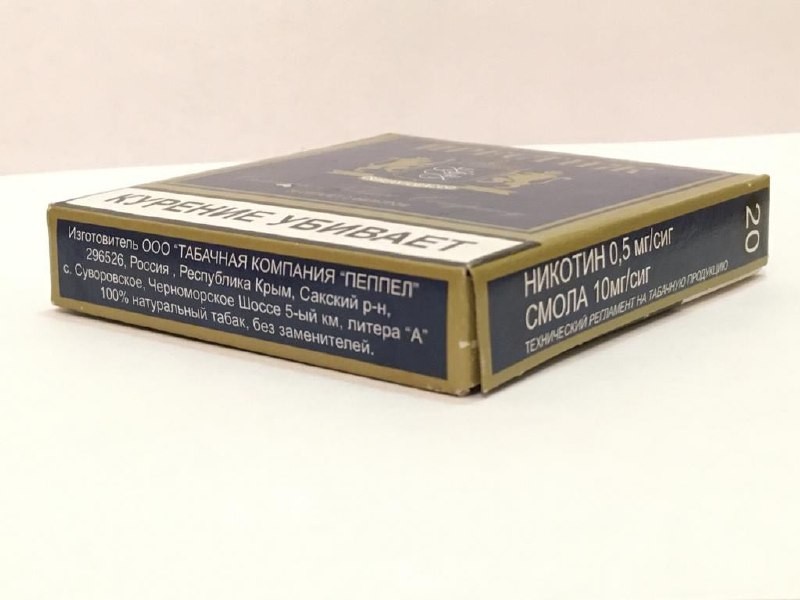 КУРЕНИЕ УБИВАЕТ
Изготовитель ООО "ТАБАЧНАЯ КОМПАНИЯ "ПЕППЕЛ"
296526, Россия , Республика Крым, Сакский р-н,
с. Суворовское, Черноморское Шоссе 5-ый км, литера "А"
100% натуральный табак, без заменителей.
НИКОТИН 0,5 мг/сиг
СМОЛА 10мг/сиг
ТЕХНИЧЕСКИЙ РЕГЛАМЕНТ НА ТАБАЧНУЮ ПРОДУКЦИЮ
20